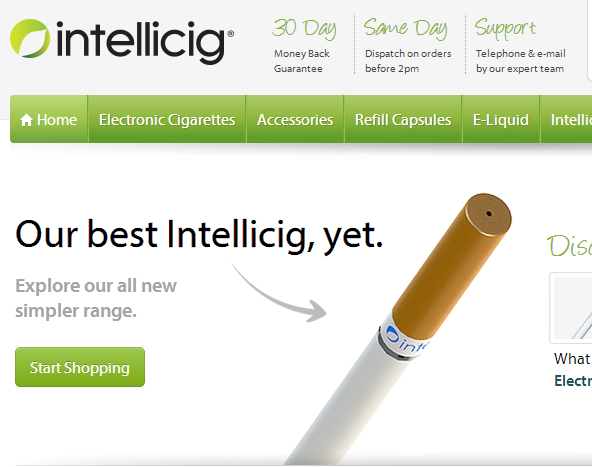 intellicig®
30 Day
Money Back
Guarantee
Same Day
Dispatch on orders
before 2pm
Support
Telephone & e-mail
by our expert team
Home
Electronic Cigarettes
Accessories
Refill Capsules
E-Liquid
Intellic
Our best Intellicig, yet.
Explore our all new
simpler range.
Start Shopping
Disc
What
Electr